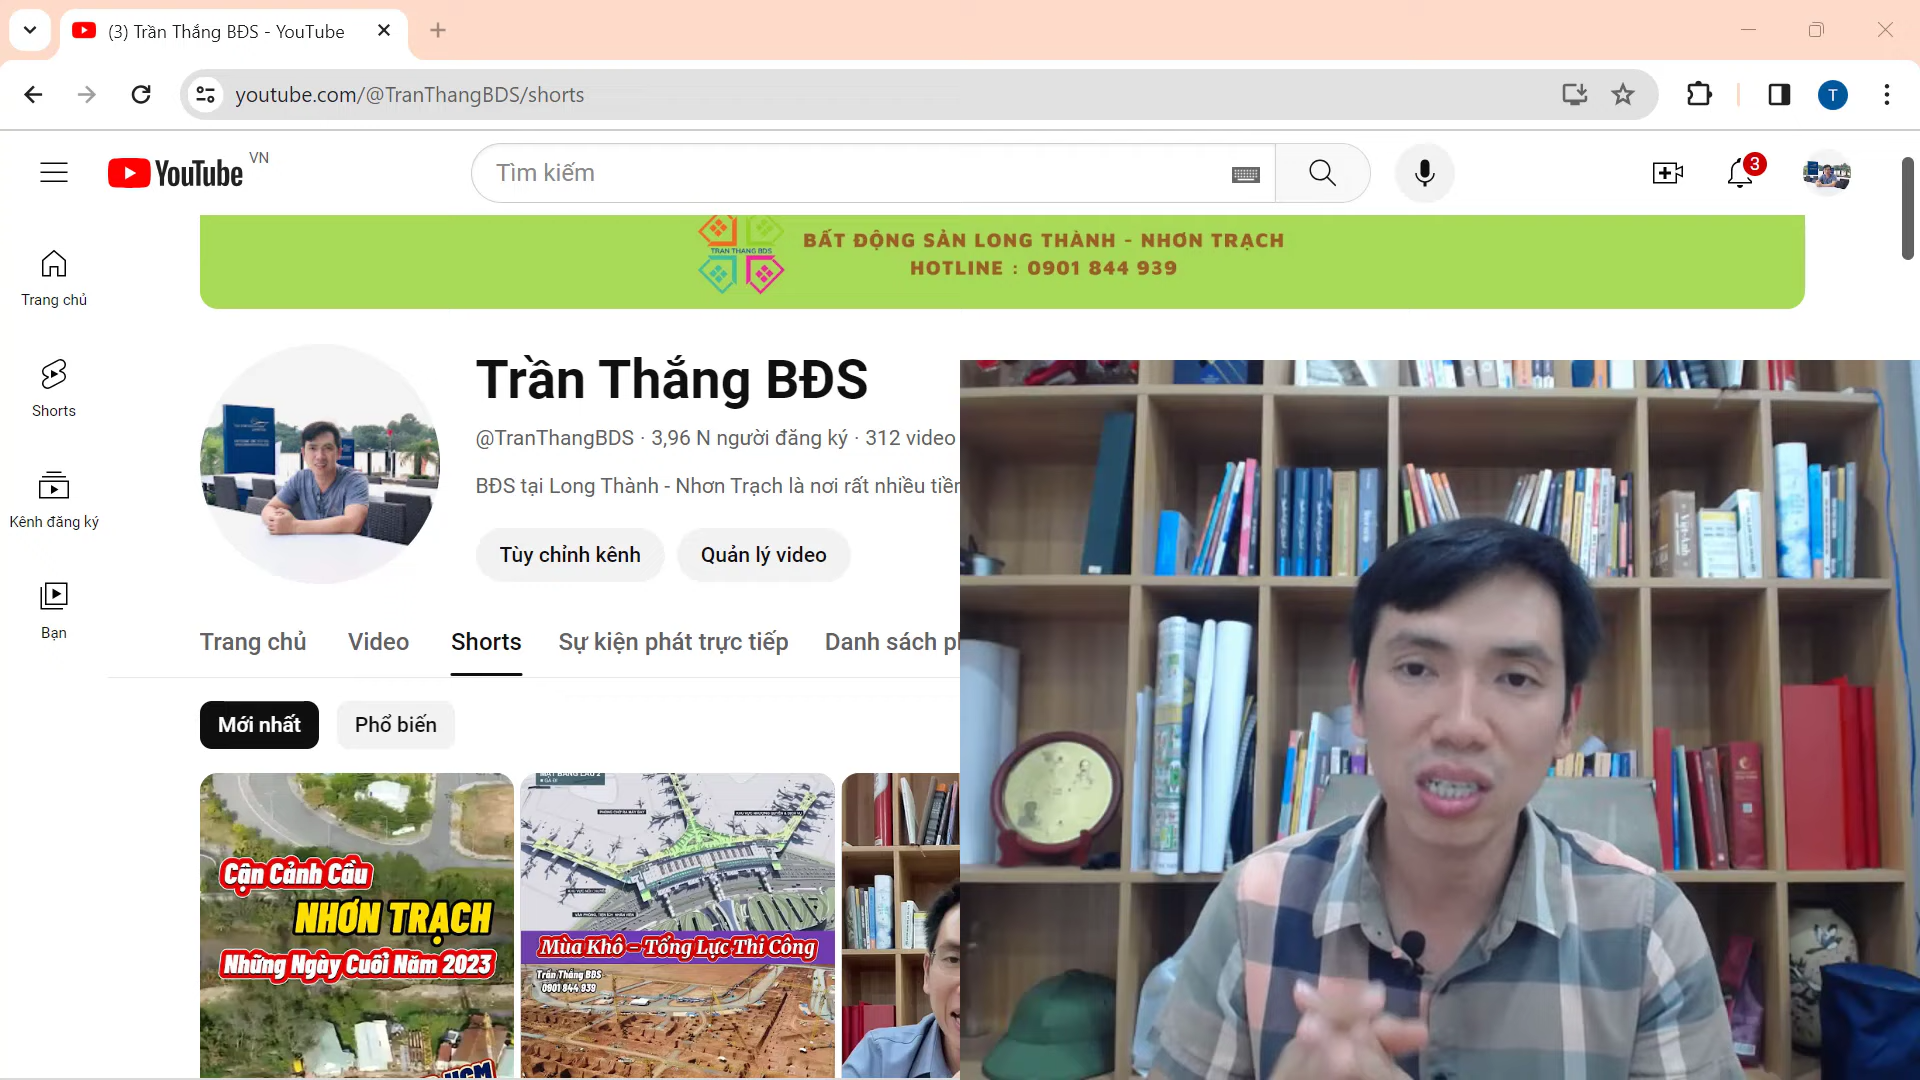 (3) Trần Thắng BĐS - YouTube
youtube.com/@TranThangBDS/shorts
T
YouTube VN
Tìm kiếm
3
TRAN THANG BDS
BẤT ĐỘNG SẢN LONG THÀNH - NHƠN TRẠCH
HOTLINE : 0901 844 939
Trang chủ
Shorts
Kênh đăng ký
Bạn
Trần Thắng BĐS
@TranThangBDS · 3,96 N người đăng ký · 312 video
BĐS tại Long Thành - Nhơn Trạch là nơi rất nhiều tiền
Tùy chỉnh kênh
Quản lý video
Trang chủ
Video
Shorts
Sự kiện phát trực tiếp
Danh sách
Mới nhất
Phổ biến
Cận Cảnh Cầu
NHƠN TRẠCH
Những Ngày Cuối Năm 2023
HCM
Mùa Khô – Tổng Lực Thi Công
Trần Thắng BĐS
0901 844 939